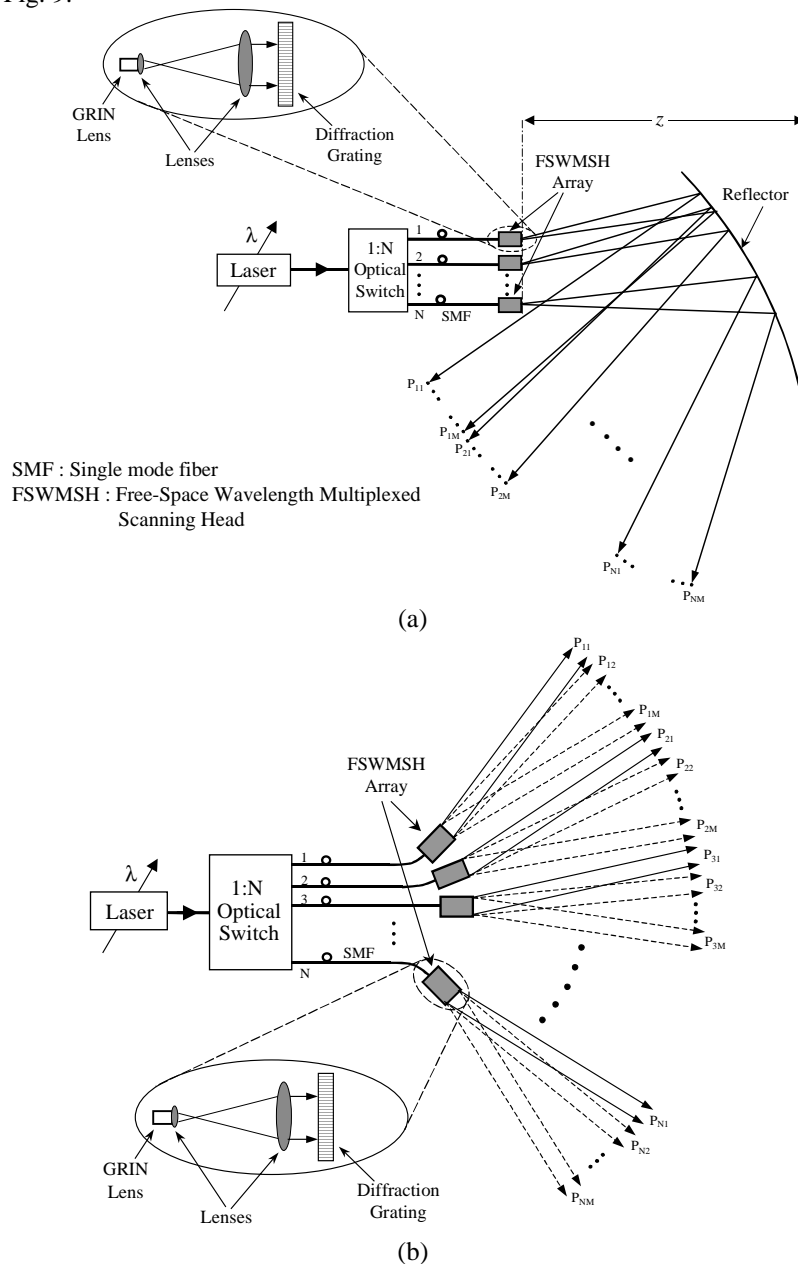 Fig. 9.
GRIN
Lens
Lenses
Diffraction
Grating
z
FSWMSH
Array
Reflector
λ
Laser
1:N
Optical
Switch
1
2
N
SMF
P11
P1M
P21
P2M
PN1
PNM
SMF : Single mode fiber
FSWMSH : Free-Space Wavelength Multiplexed
Scanning Head
(a)
P11
P12
P1M
P21
P22
P2M
P31
P32
P3M
FSWMSH
Array
λ
Laser
1:N
Optical
Switch
1
2
3
N
SMF
PN1
PN2
PNM
GRIN
Lens
Lenses
Diffraction
Grating
(b)